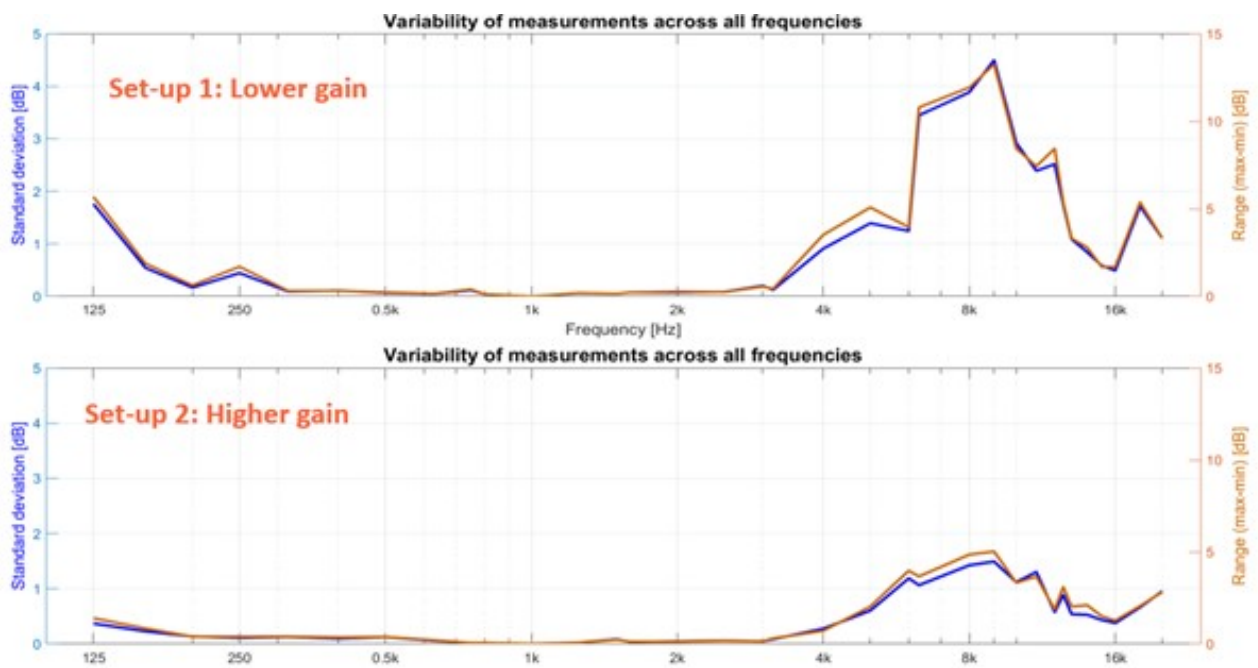 Variability of measurements across all frequencies
Set-up 1: Lower gain
Standard deviation [dB]
5
4
3
2
1
0
Range (max-min) [dB]
15
10
5
0
125 250 0.5k 1k 2k 4k 8k 16k
Frequency [Hz]
Variability of measurements across all frequencies
Set-up 2: Higher gain
Standard deviation [dB]
5
4
3
2
1
0
Range (max-min) [dB]
15
10
5
0
125 250 0.5k 1k 2k 4k 8k 16k